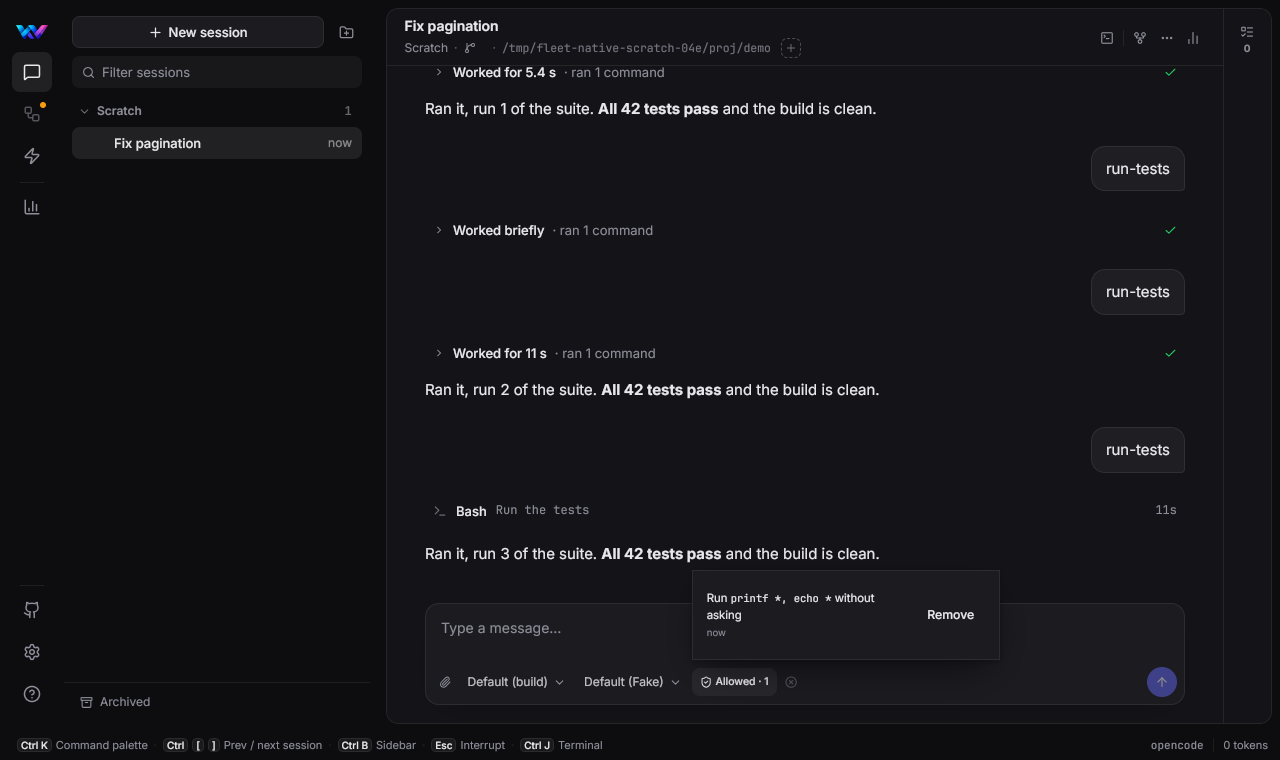 New session
Filter sessions
Scratch 1
Fix pagination now
Archived
Fix pagination
Scratch · · /tmp/fleet-native-scratch-04e/proj/demo
0
Worked for 5.4 s · ran 1 command
Ran it, run 1 of the suite. All 42 tests pass and the build is clean.
run-tests
Worked briefly · ran 1 command
run-tests
Worked for 11 s · ran 1 command
Ran it, run 2 of the suite. All 42 tests pass and the build is clean.
run-tests
Bash Run the tests 11s
Ran it, run 3 of the suite. All 42 tests pass and the build is clean.
Run printf *, echo * without
asking
now
Remove
Type a message...
Default (build) Default (Fake) Allowed · 1
Ctrl K Command palette · Ctrl [ ] Prev / next session · Ctrl B Sidebar · Esc Interrupt · Ctrl J Terminal opencode 0 tokens